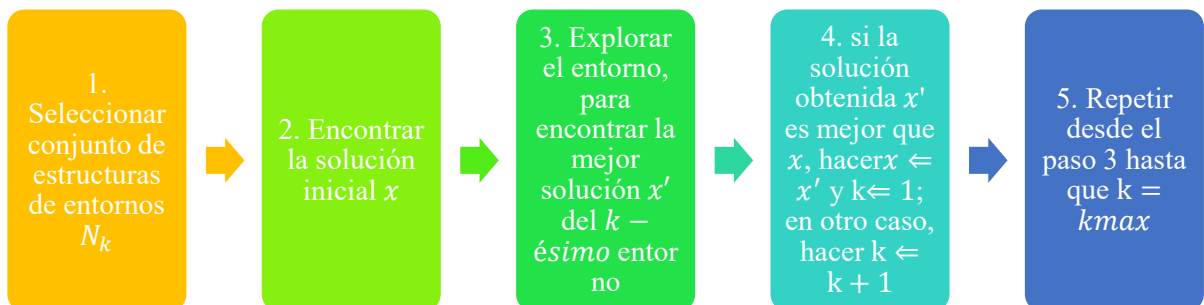 1.
Seleccionar
conjunto de
estructuras
de entornos
𝑁𝑘
2. Encontrar
la solución
inicial 𝑥
3. Explorar
el entorno,
para
encontrar la
mejor
solución 𝑥′
del 𝑘 −
é𝑠𝑖𝑚𝑜 entor
no
4. si la
solución
obtenida 𝑥'
es mejor que
𝑥, hacer𝑥 ⇐
𝑥′ y k⇐ 1;
en otro caso,
hacer k ⇐
k + 1
5. Repetir
desde el
paso 3 hasta
que k =
𝑘𝑚𝑎𝑥